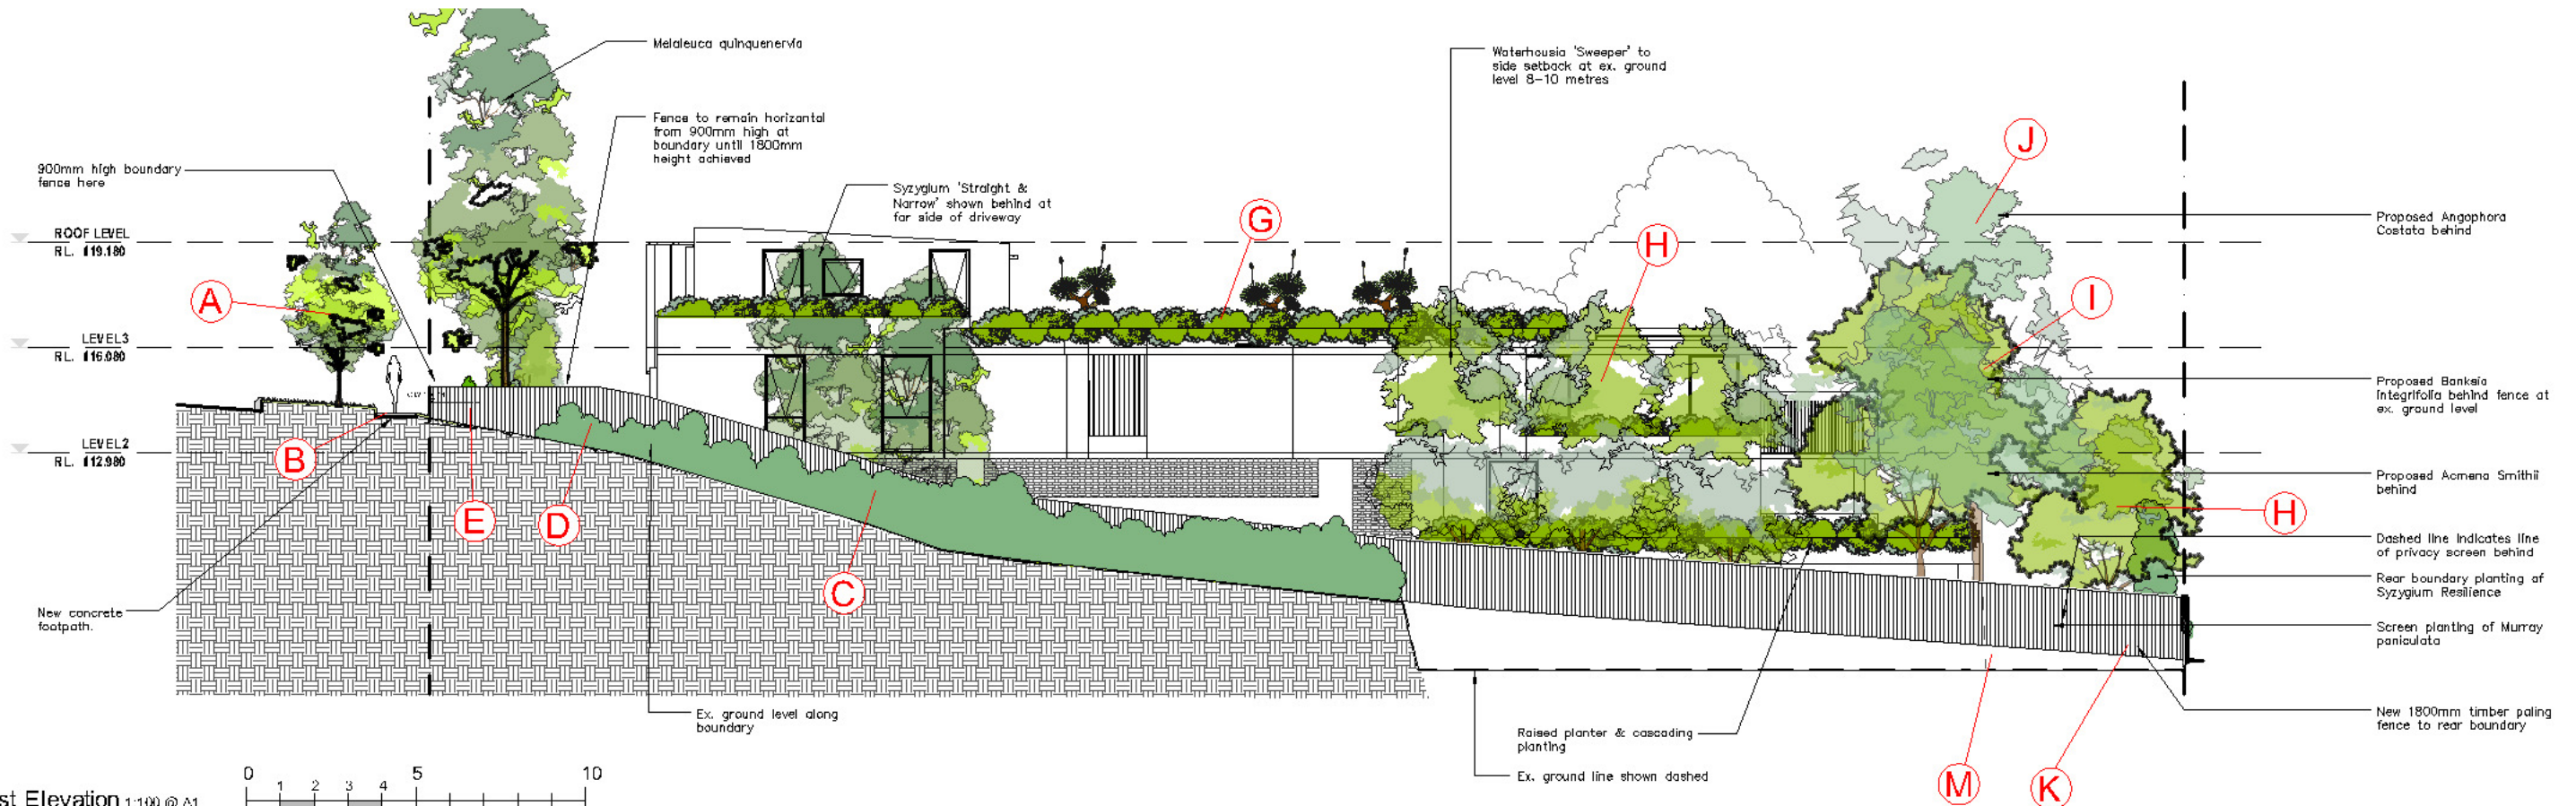 Melaleuca quinquenervia
Waterhousia 'Sweeper' to
side setback at ex. ground
level 8-10 metres
Fence to remain horizantal
from 900mm high at
boundary until 1800mm
height achieved
J
900mm high boundary
fence here
Syzygium 'Straight &
Narrow' shown behind at
far side of driveway
G
Proposed Angophora
Costata behind
ROOF LEVEL
RL. 119.180
H
A
I
LEVEL3
RL. 116.080
Proposed Banksia
integrifolia behind fence at
ex. ground level
LEVEL2
RL. 112.980
B
Proposed Acmena Smithii
behind
E
D
H
Dashed line indicates line
of privacy screen behind
C
Rear boundary planting of
Syzygium Resilience
New concrete
footpath.
Screen planting of Murray
paniculata
Ex. ground level along
boundary
New 1800mm timber paling
fence to rear boundary
Raised planter & cascading
planting
Ex. ground line shown dashed
M
K
0
1
2
3
4
5
10
st Elevation 1:100 @ A1